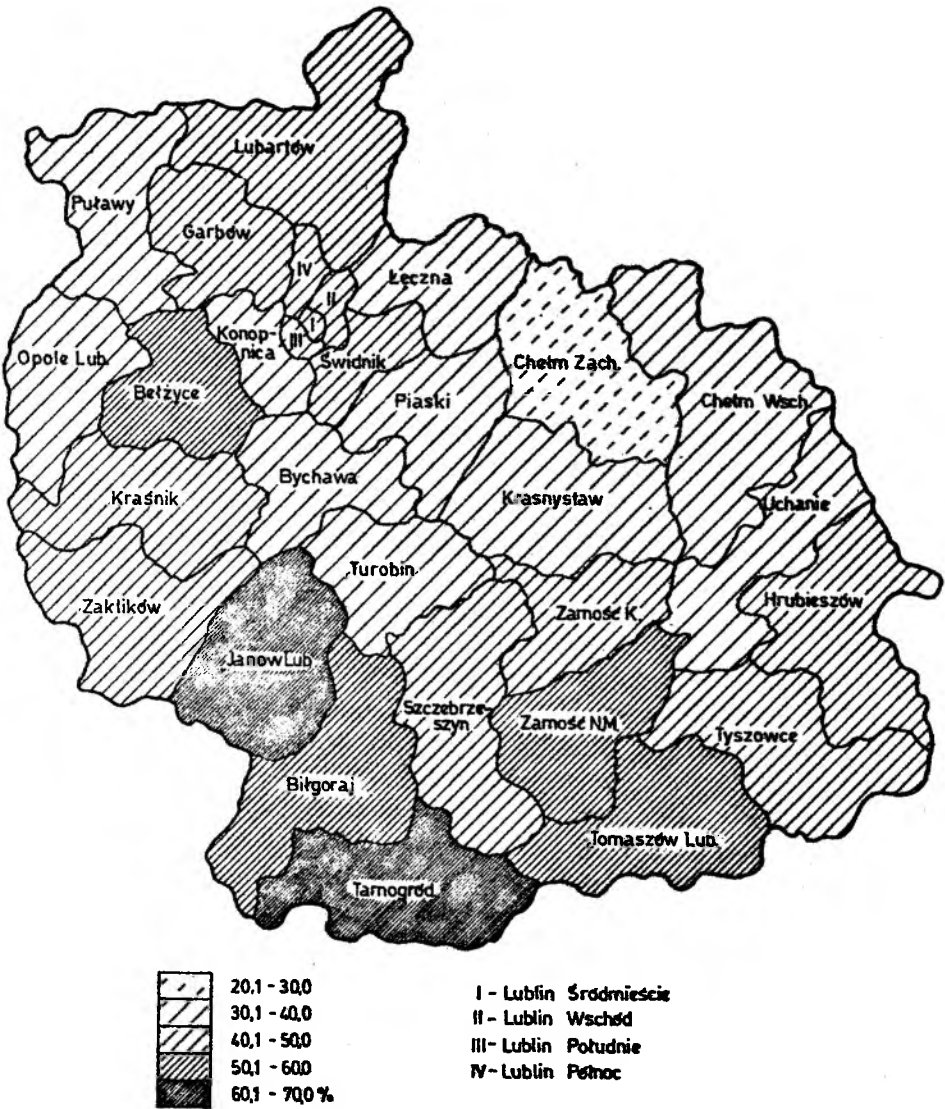 Lubartów
Puławy
Garbów
IV
Łęczna
II
I
III
Konop-
nica
Świdnik
Opole Lub.
Chełm Zach.
Bełżyce
Piaski
Chełm Wsch.
Bychawa
Kraśnik
Krasnystaw
Uchanie
Turobin
Zaklików
Zamość K.
Hrubieszów
Janów Lub.
Szczebrze-
szyn
Zamość N.M.
Tyszowce
Biłgoraj
Tomaszów Lub.
Tarnogród
20,1 - 30,0
30,1 - 40,0
40,1 - 50,0
50,1 - 60,0
60,1 - 70,0 %
I - Lublin Śródmieście
II - Lublin Wschód
III - Lublin Południe
IV - Lublin Północ